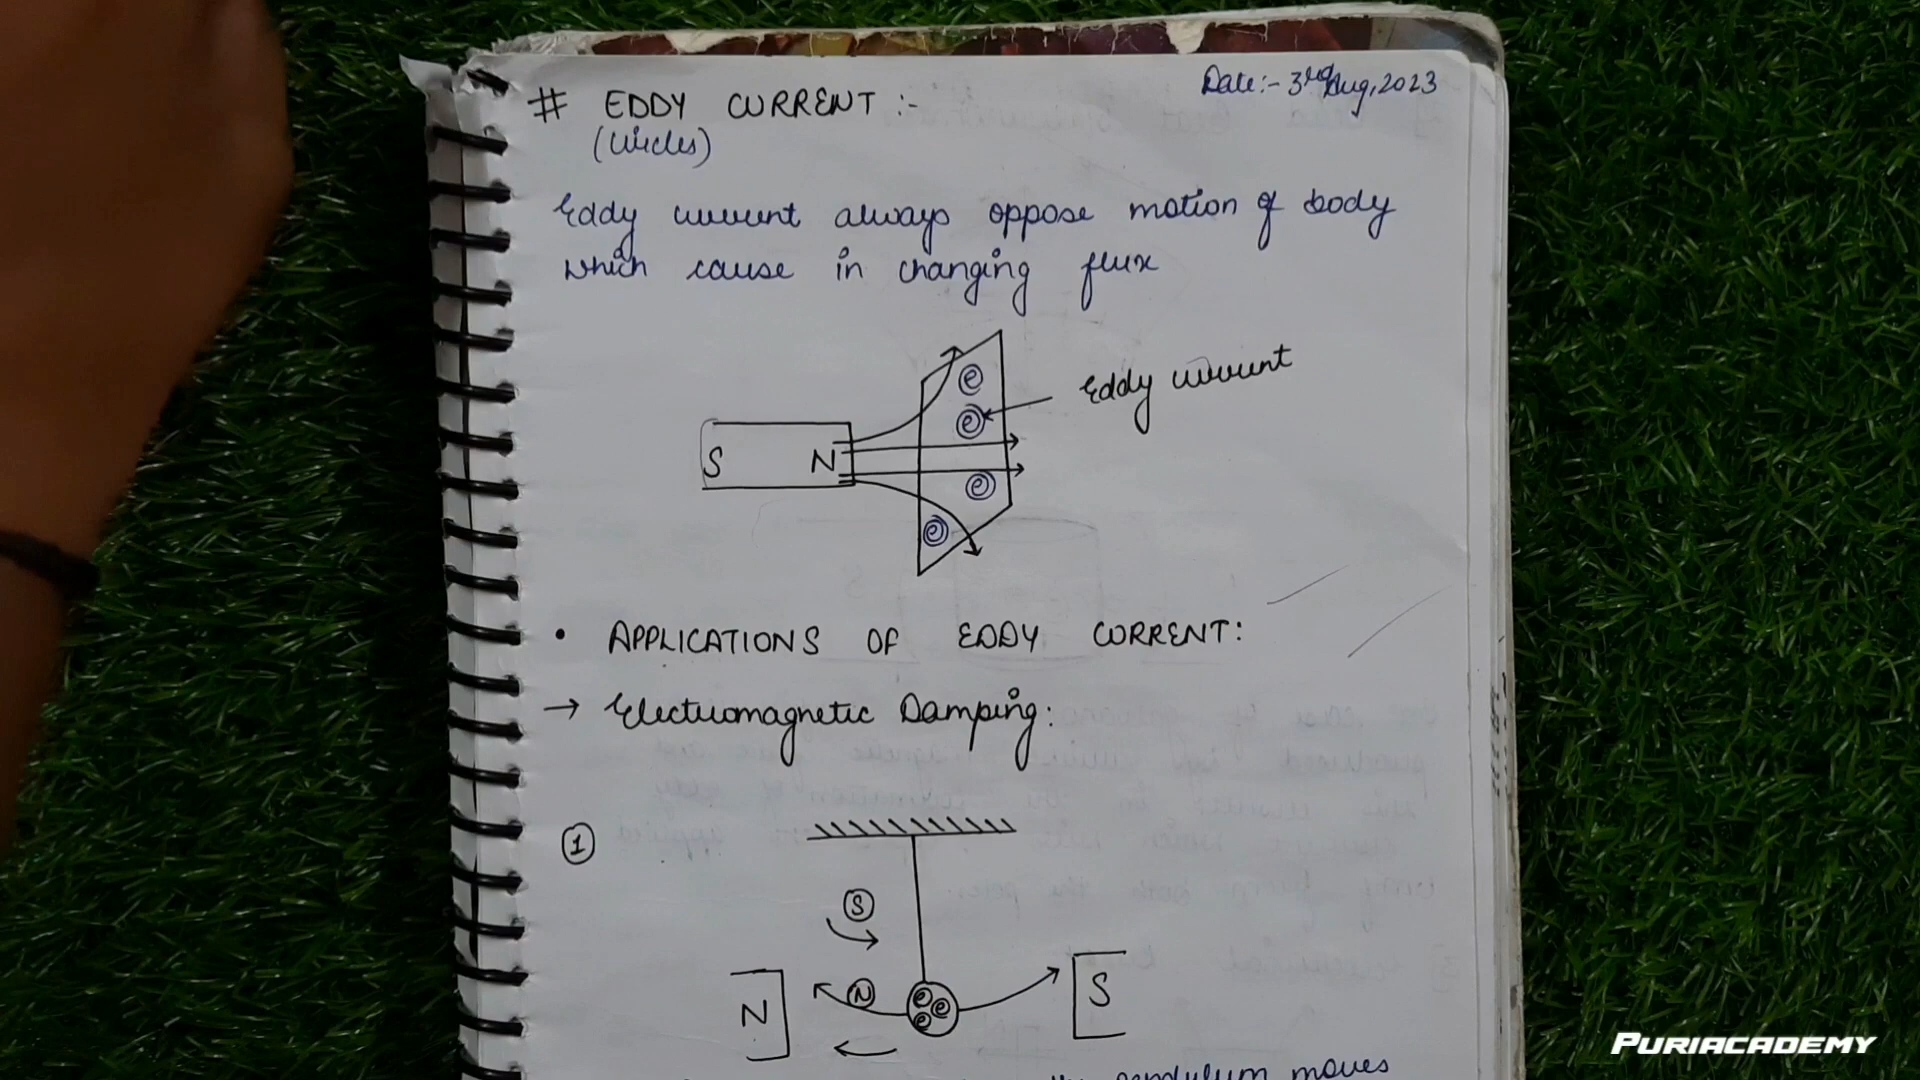 Date:- 3rd Aug, 2023
# EDDY CURRENT :-
(Circles)
Eddy current always oppose motion of body
which cause in changing flux
e
e
Eddy current
S N
e
e
• APPLICATIONS OF EDDY CURRENT:
→ Electromagnetic Damping:
1
S
N
N
e e
e
S
pendulum moves
PURIACADEMY